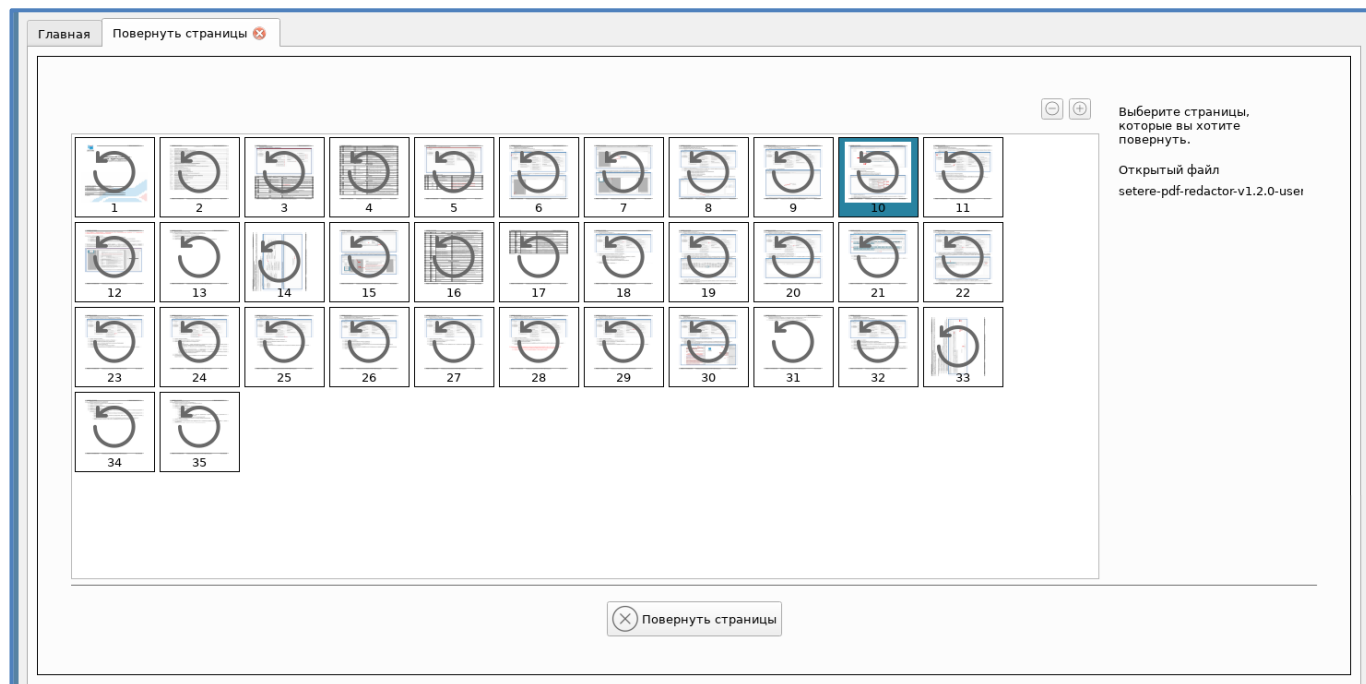 Главная
Повернуть страницы
Выберите страницы,
которые вы хотите
повернуть.
Открытый файл
setere-pdf-redactor-v1.2.0-user
1 2 3 4 5 6 7 8 9 10 11
12 13 14 15 16 17 18 19 20 21 22
23 24 25 26 27 28 29 30 31 32 33
34 35
Повернуть страницы